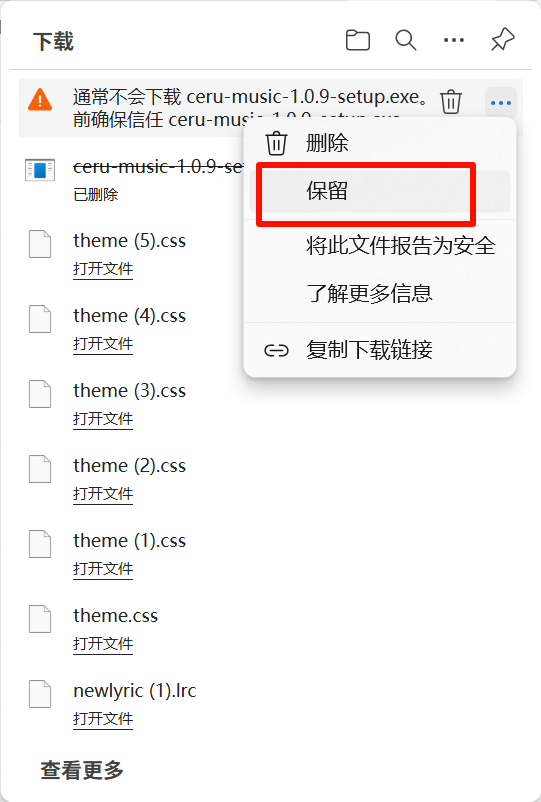 下载
通常不会下载 ceru-music-1.0.9-setup.exe。
前确保信任 ceru-music-1.0.9-setup.exe
删除
ceru-music-1.0.9-se
已删除
保留
theme (5).css
打开文件
将此文件报告为安全
了解更多信息
theme (4).css
打开文件
复制下载链接
theme (3).css
打开文件
theme (2).css
打开文件
theme (1).css
打开文件
theme.css
打开文件
newlyric (1).lrc
打开文件
查看更多